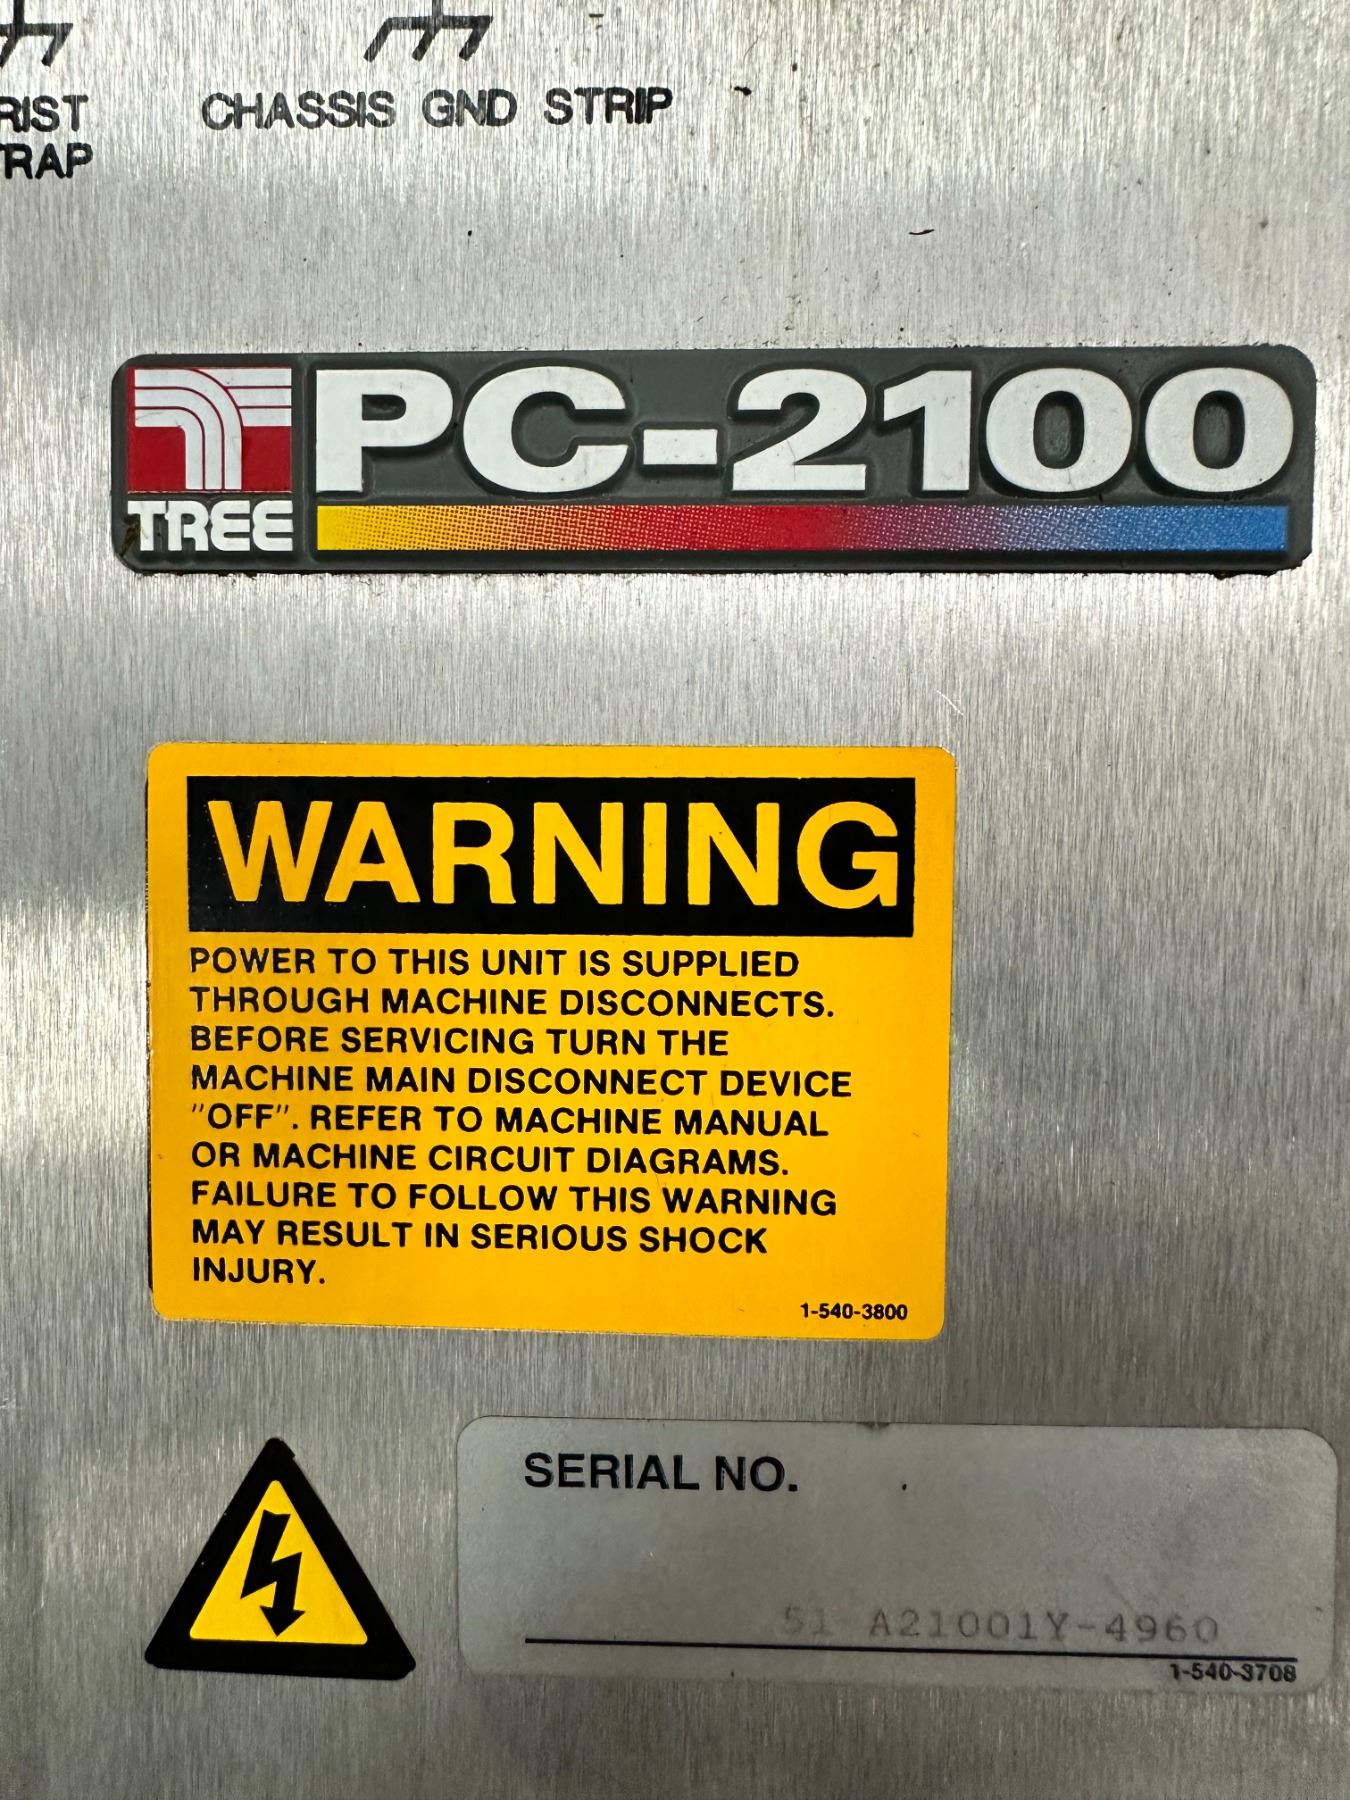 RIST
TRAP
CHASSIS GND STRIP
TREE
PC-2100
WARNING
POWER TO THIS UNIT IS SUPPLIED
THROUGH MACHINE DISCONNECTS.
BEFORE SERVICING TURN THE
MACHINE MAIN DISCONNECT DEVICE
"OFF". REFER TO MACHINE MANUAL
OR MACHINE CIRCUIT DIAGRAMS.
FAILURE TO FOLLOW THIS WARNING
MAY RESULT IN SERIOUS SHOCK
INJURY.
1-540-3800
SERIAL NO.
51 A21001Y-4960
1-540-3708